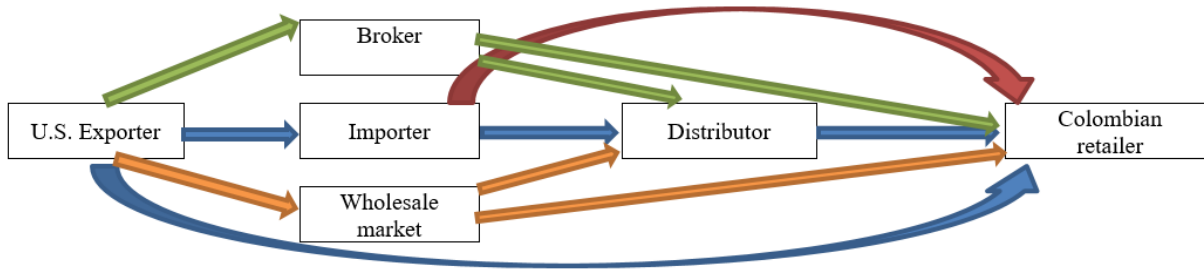 Broker
U.S. Exporter
Importer
Distributor
Colombian
retailer
Wholesale
market